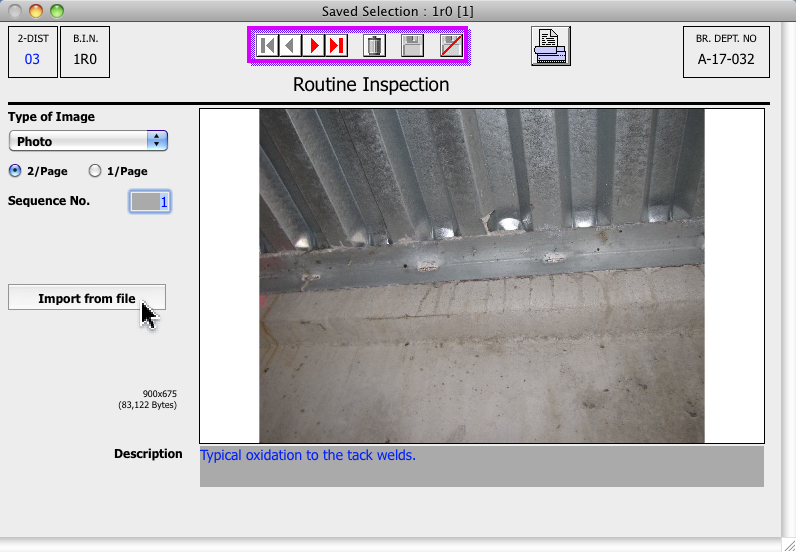 Saved Selection : 1r0 [1]
2-DIST
03
B.I.N.
1R0
BR. DEPT. NO
A-17-032
Routine Inspection
Type of Image
Photo
2/Page
1/Page
Sequence No.
1
Import from file
900x675
(83,122 Bytes)
Description
Typical oxidation to the tack welds.